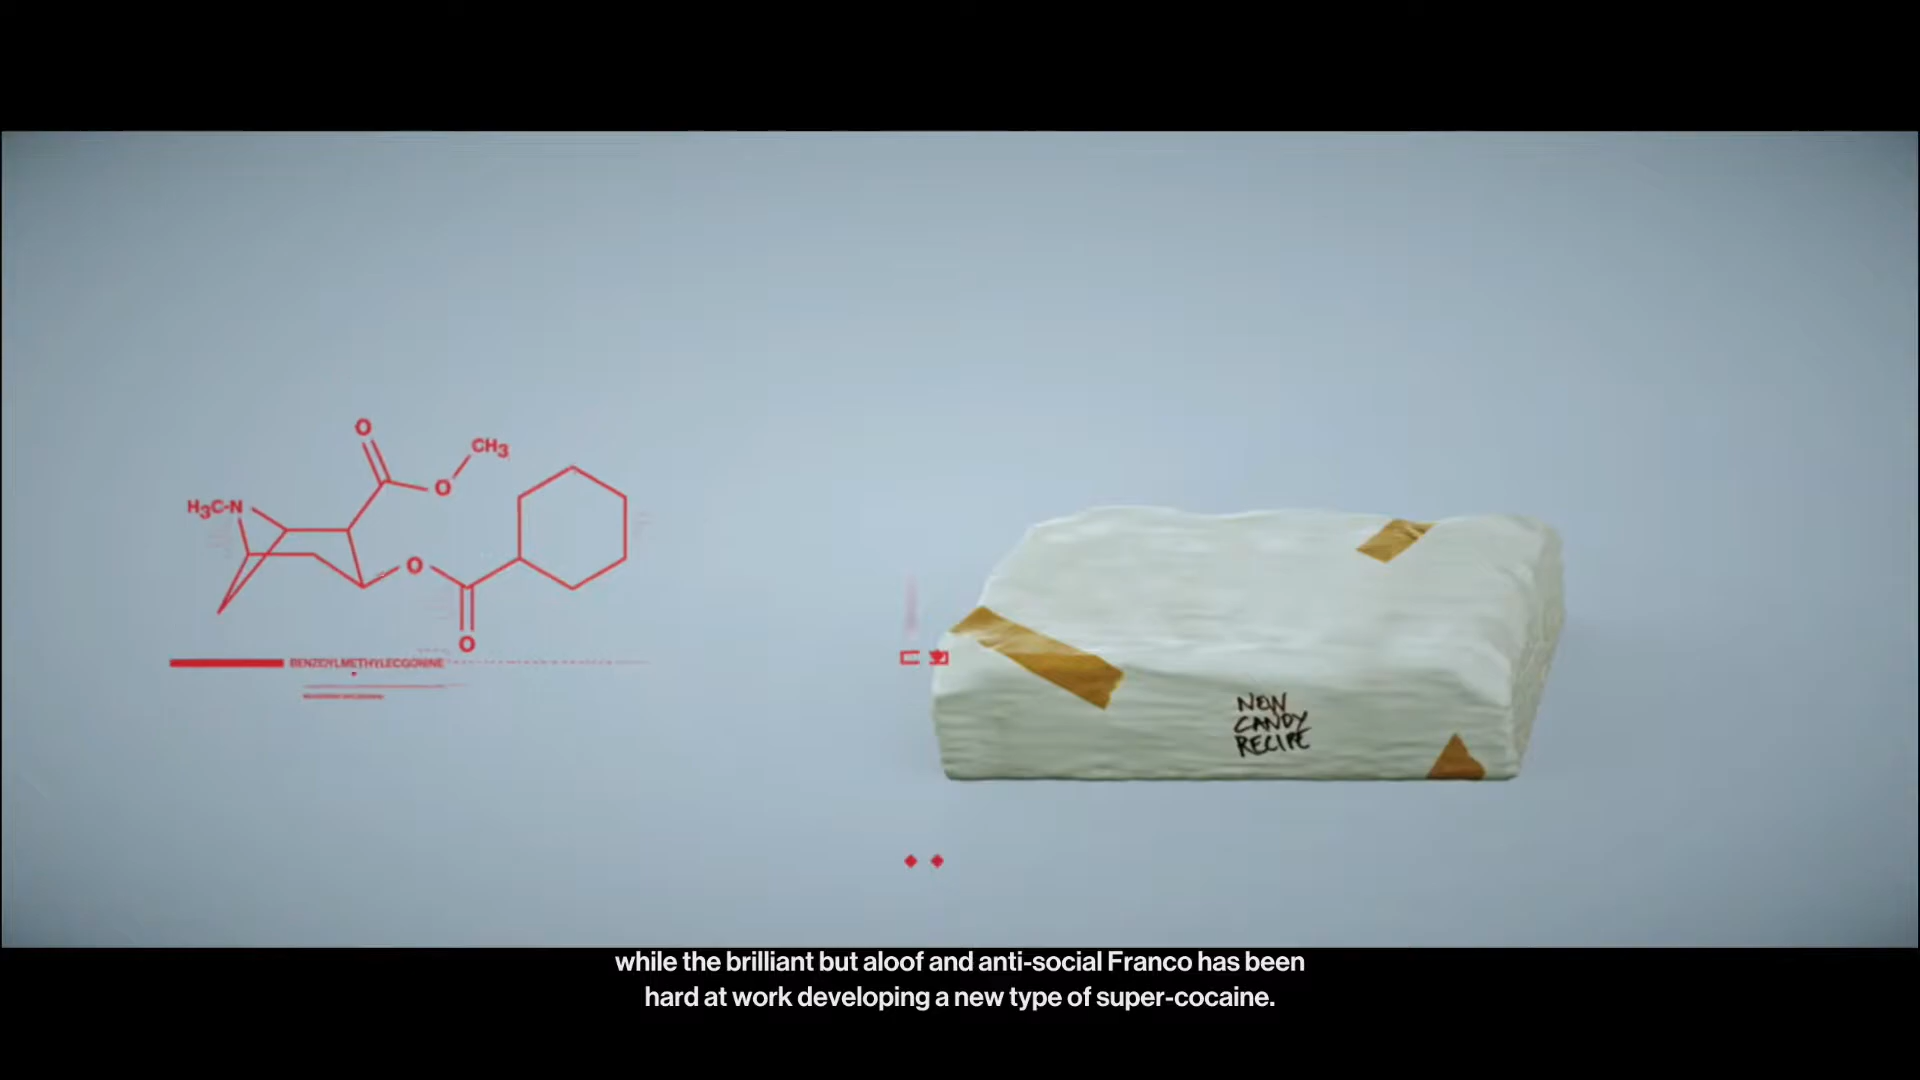 O
CH3
O
H3C-N
O
O
BENZOYLMETHYLECGONINE
NEW
CANDY
RECIPE
while the brilliant but aloof and anti-social Franco has been
hard at work developing a new type of super-cocaine.